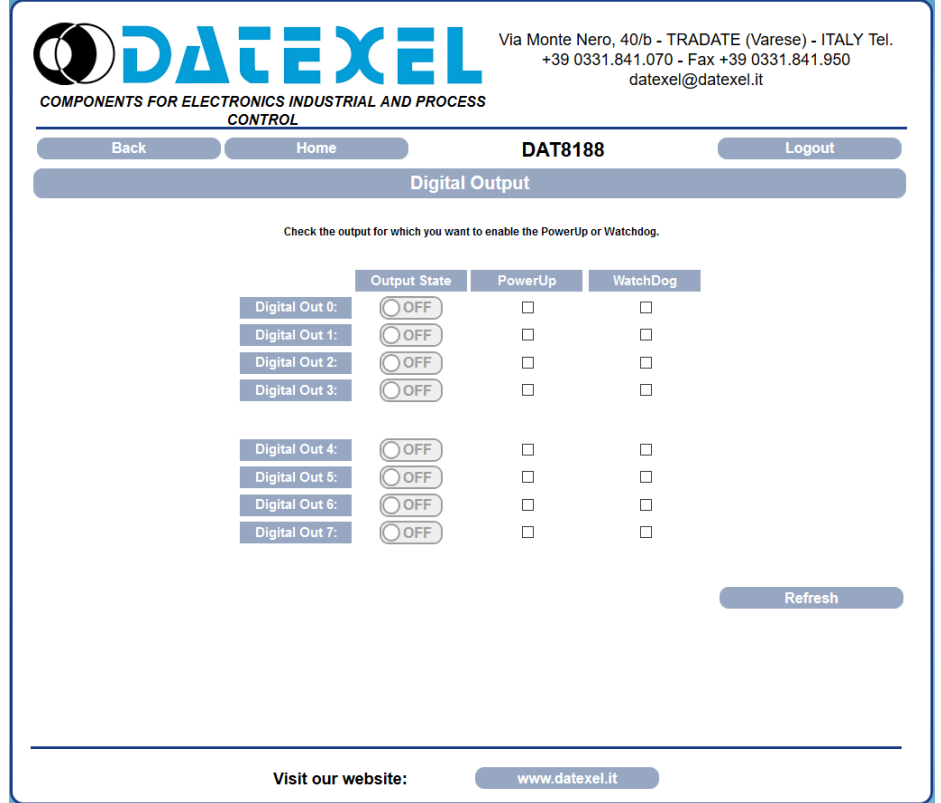 DATEXEL
COMPONENTS FOR ELECTRONICS INDUSTRIAL AND PROCESS
CONTROL
Via Monte Nero, 40/b - TRADATE (Varese) - ITALY Tel.
+39 0331.841.070 - Fax +39 0331.841.950
datexel@datexel.it
Back Home DAT8188 Logout
Digital Output
Check the output for which you want to enable the PowerUp or Watchdog.
Output State PowerUp WatchDog
Digital Out 0: OFF
Digital Out 1: OFF
Digital Out 2: OFF
Digital Out 3: OFF
Digital Out 4: OFF
Digital Out 5: OFF
Digital Out 6: OFF
Digital Out 7: OFF
Refresh
Visit our website: www.datexel.it